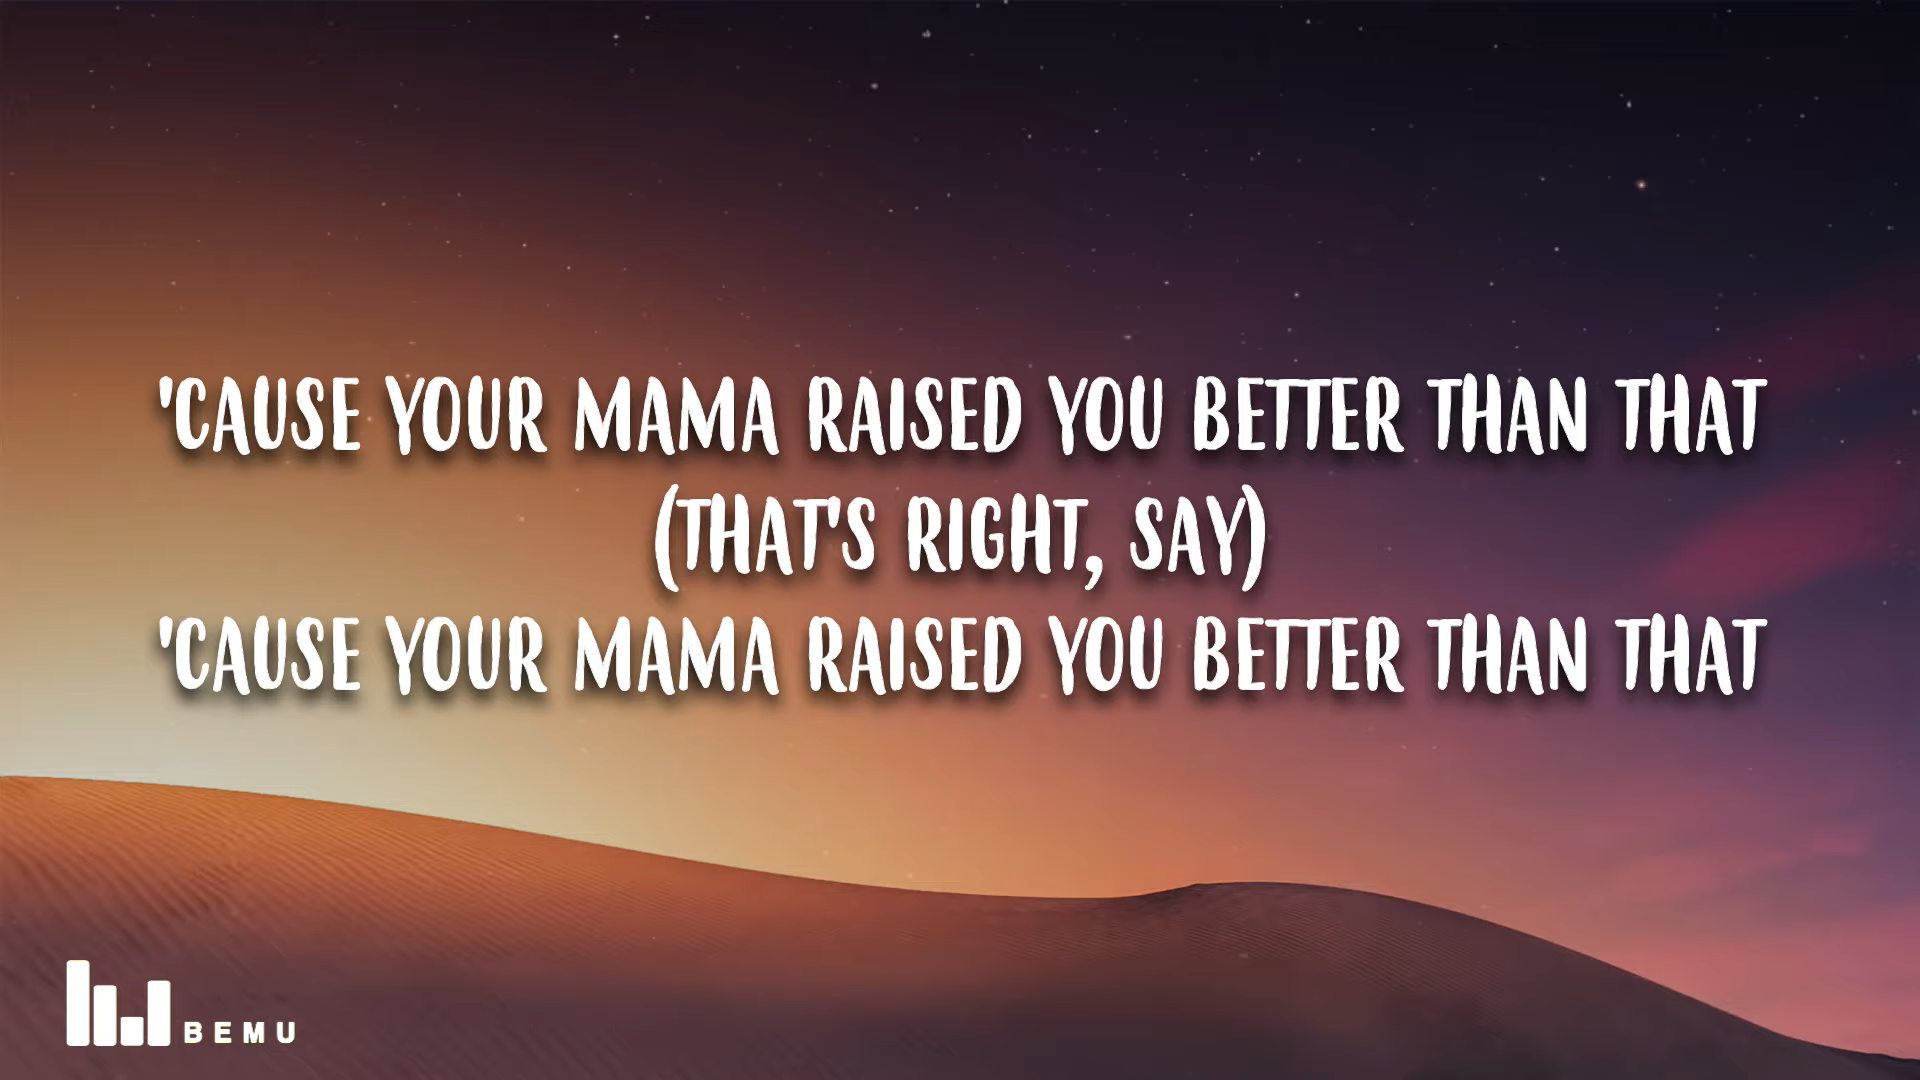 'CAUSE YOUR MAMA RAISED YOU BETTER THAN THAT
(THAT'S RIGHT, SAY)
'CAUSE YOUR MAMA RAISED YOU BETTER THAN THAT
BEMU